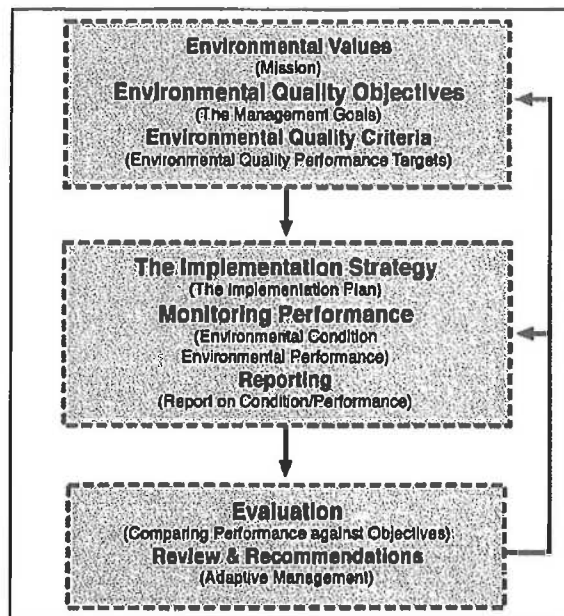 Environmental Values
(Mission)
Environmental Quality Objectives
(The Management Goals)
Environmental Quality Criteria
(Environmental Quality Performance Targets)
The Implementation Strategy
(The Implementation Plan)
Monitoring Performance
(Environmental Condition
Environmental Performance)
Reporting
(Report on Condition/Performance)
Evaluation
(Comparing Performance against Objectives)
Review & Recommendations
(Adaptive Management)